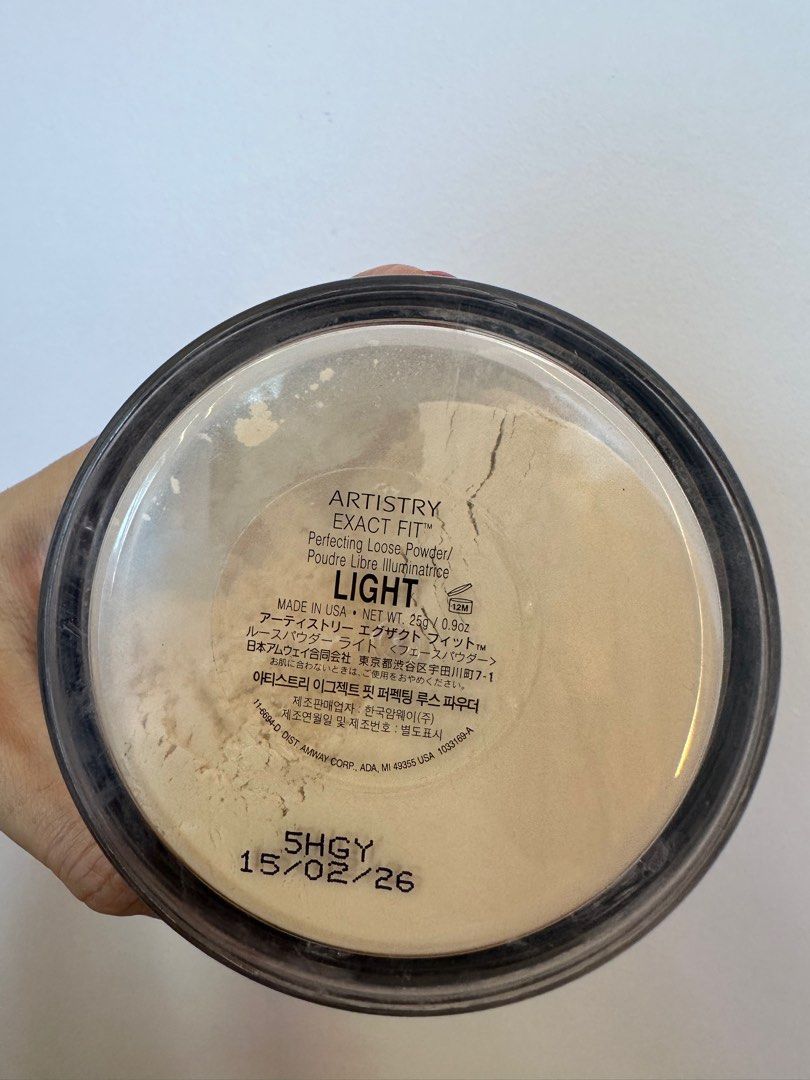 ARTISTRY
EXACT FIT™
Perfecting Loose Powder/
Poudre Libre Illuminatrice
LIGHT
12M
MADE IN USA • NET WT. 25g / 0.9oz
アーティストリー エグザクト フィット™
ルースパウダー ライト <フェースパウダー>
日本アムウェイ合同会社 東京都渋谷区宇田川町7-1
お肌に合わないときは、ご使用をおやめください。
아티스트리 이그젝트 핏 퍼펙팅 루스 파우더
제조판매업자 : 한국암웨이(주)
제조연월일 및 제조번호 : 별도표시
11-6694-D DIST. AMWAY CORP., ADA, MI 49355 USA 1033169-A
5HGY
15/02/26